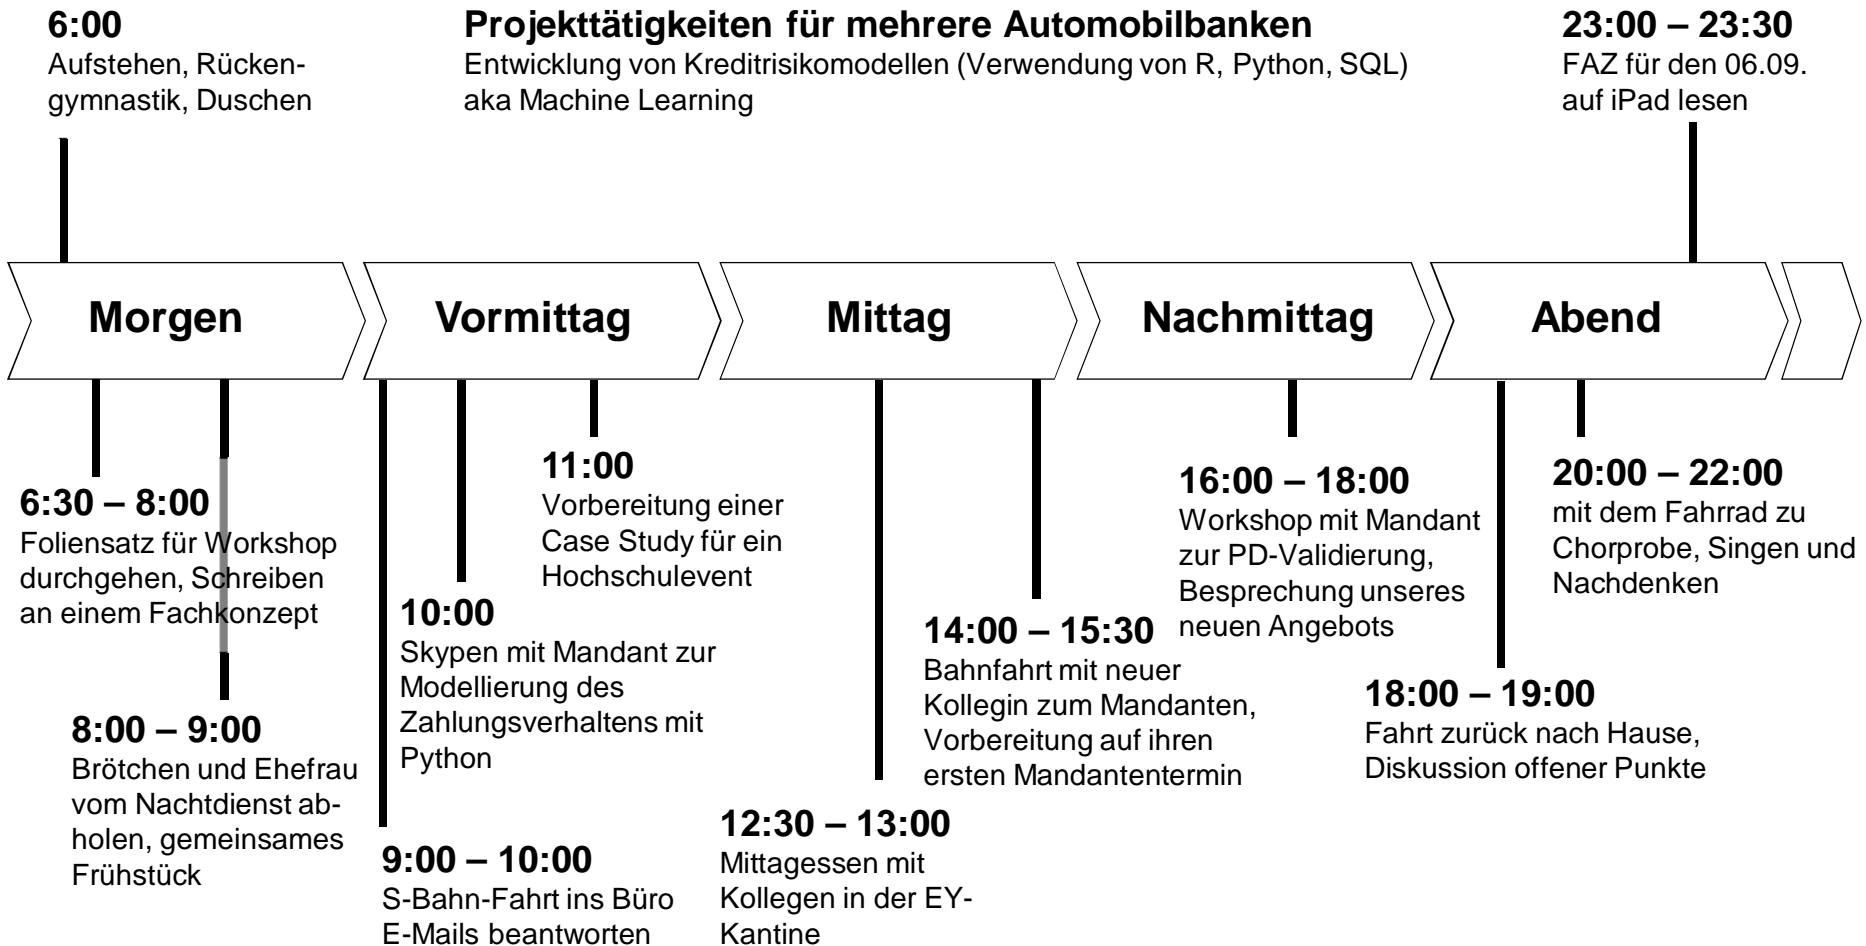 6:00
Aufstehen, Rücken-
gymnastik, Duschen
Projekttätigkeiten für mehrere Automobilbanken
Entwicklung von Kreditrisikomodellen (Verwendung von R, Python, SQL)
aka Machine Learning
23:00 – 23:30
FAZ für den 06.09.
auf iPad lesen
Morgen
Vormittag
Mittag
Nachmittag
Abend
6:30 – 8:00
Foliensatz für Workshop
durchgehen, Schreiben
an einem Fachkonzept
8:00 – 9:00
Brötchen und Ehefrau
vom Nachtdienst ab-
holen, gemeinsames
Frühstück
9:00 – 10:00
S-Bahn-Fahrt ins Büro
E-Mails beantworten
10:00
Skypen mit Mandant zur
Modellierung des
Zahlungsverhaltens mit
Python
11:00
Vorbereitung einer
Case Study für ein
Hochschulevent
12:30 – 13:00
Mittagessen mit
Kollegen in der EY-
Kantine
14:00 – 15:30
Bahnfahrt mit neuer
Kollegin zum Mandanten,
Vorbereitung auf ihren
ersten Mandantentermin
16:00 – 18:00
Workshop mit Mandant
zur PD-Validierung,
Besprechung unseres
neuen Angebots
18:00 – 19:00
Fahrt zurück nach Hause,
Diskussion offener Punkte
20:00 – 22:00
mit dem Fahrrad zu
Chorprobe, Singen und
Nachdenken